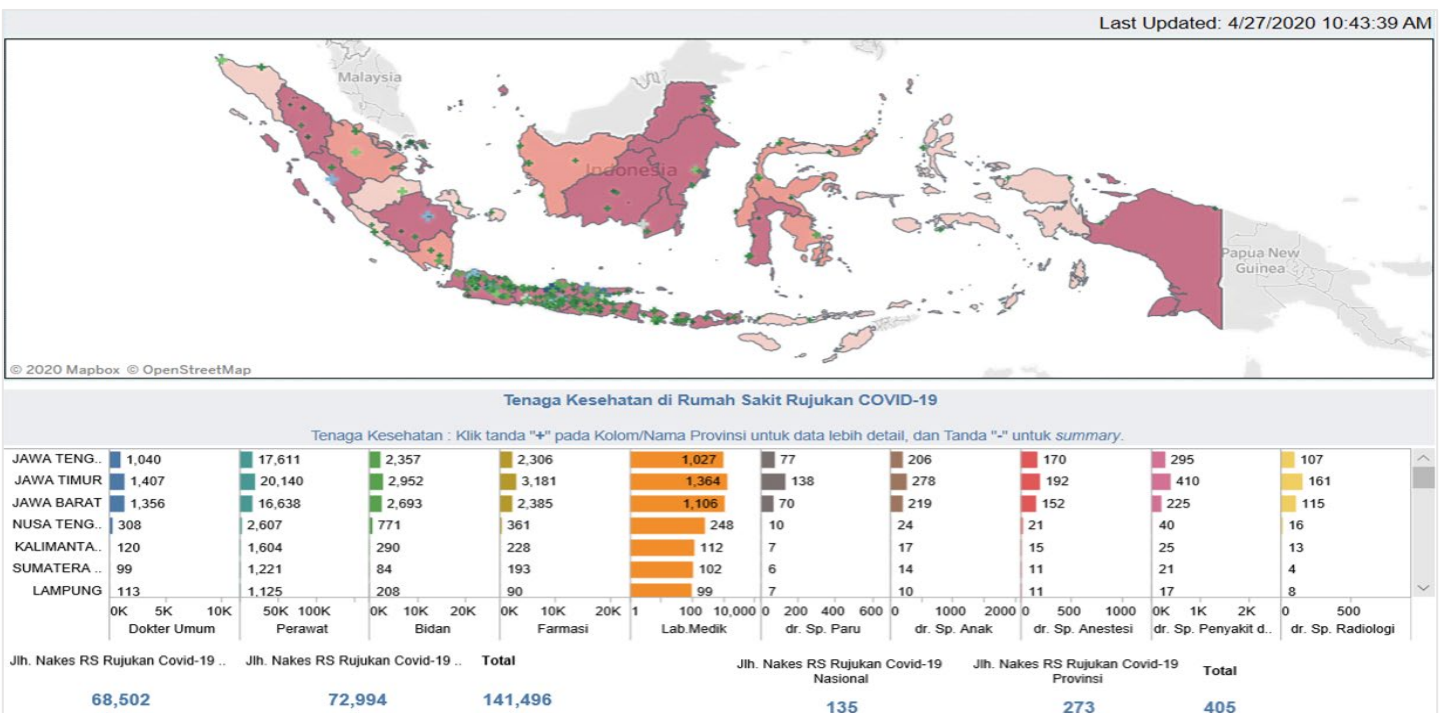 Last Updated: 4/27/2020 10:43:39 AM
Malaysia
Indonesia
Papua New
Guinea
© 2020 Mapbox © OpenStreetMap
Tenaga Kesehatan di Rumah Sakit Rujukan COVID-19
Tenaga Kesehatan : Klik tanda "+" pada Kolom/Nama Provinsi untuk data lebih detail, dan Tanda "-" untuk summary.
JAWA TENG.. 1,040 17,611 2,357 2,306 1,027 77 206 170 295 107
JAWA TIMUR 1,407 20,140 2,952 3,181 1,364 138 278 192 410 161
JAWA BARAT 1,356 16,638 2,693 2,385 1,106 70 219 152 225 115
NUSA TENG.. 308 2,607 771 361 248 10 24 21 40 16
KALIMANTA.. 120 1,604 290 228 112 7 17 15 25 13
SUMATERA .. 99 1,221 84 193 102 6 14 11 21 4
LAMPUNG 113 1,125 208 90 99 7 10 11 17 8
0K 5K 10K 50K 100K 0K 10K 20K 0K 10K 20K 1 100 10,000 0 200 400 600 0 1000 2000 0 500 1000 0K 1K 2K 0 500
Dokter Umum Perawat Bidan Farmasi Lab.Medik dr. Sp. Paru dr. Sp. Anak dr. Sp. Anestesi dr. Sp. Penyakit d.. dr. Sp. Radiologi
Jlh. Nakes RS Rujukan Covid-19 .. Jlh. Nakes RS Rujukan Covid-19 .. Total Jlh. Nakes RS Rujukan Covid-19 Jlh. Nakes RS Rujukan Covid-19 Total
Nasional Provinsi
68,502 72,994 141,496 135 273 405